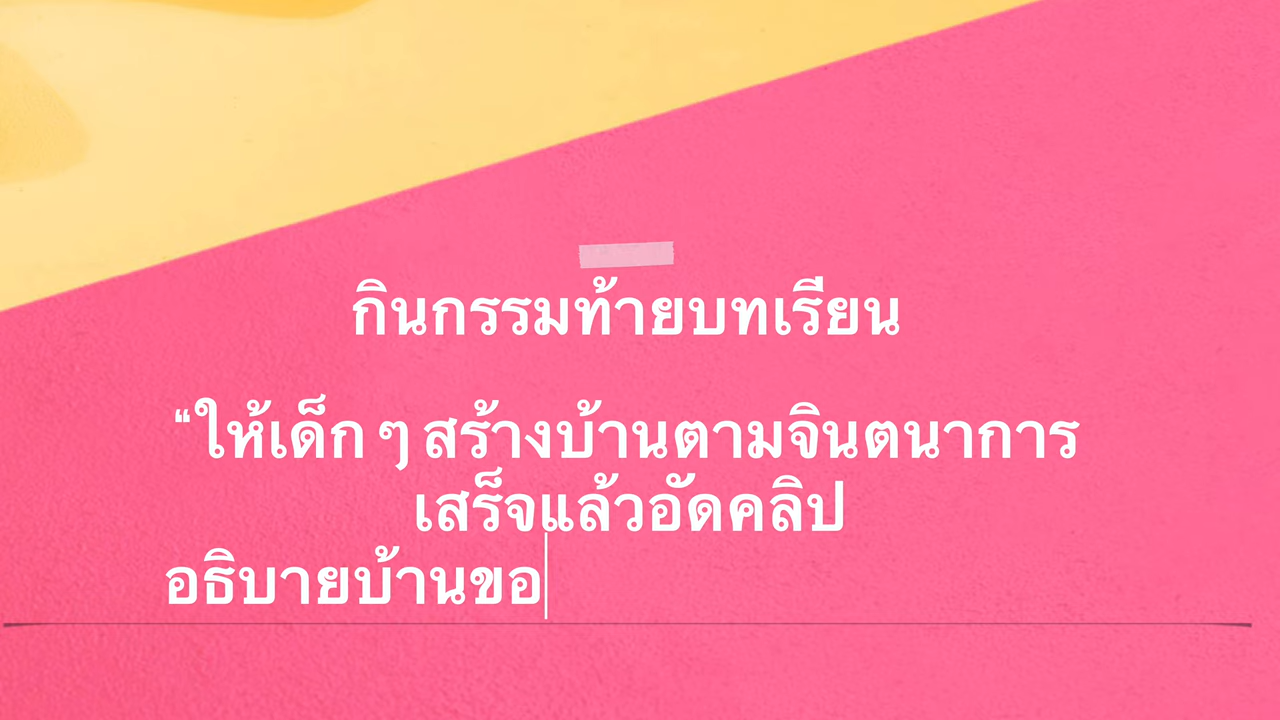 กินกรรมท้ายบทเรียน
“ให้เด็ก ๆ สร้างบ้านตามจินตนาการ
เสร็จแล้วอัดคลิป
อธิบายบ้านขอ